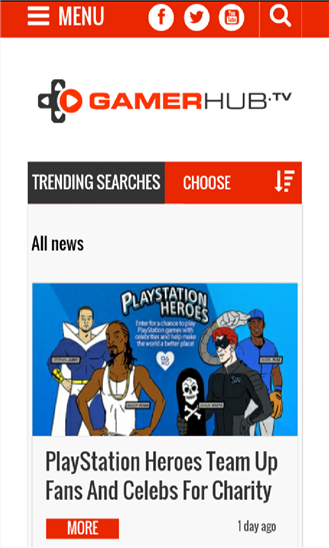 MENU
GAMERHUB.TV
TRENDING SEARCHES
CHOOSE
All news
PLAYSTATION
HEROES
Enter for a chance to play
PlayStation games with
celebrities and help make
the world a better place!
PlayStation Heroes Team Up
Fans And Celebs For Charity
MORE
1 day ago